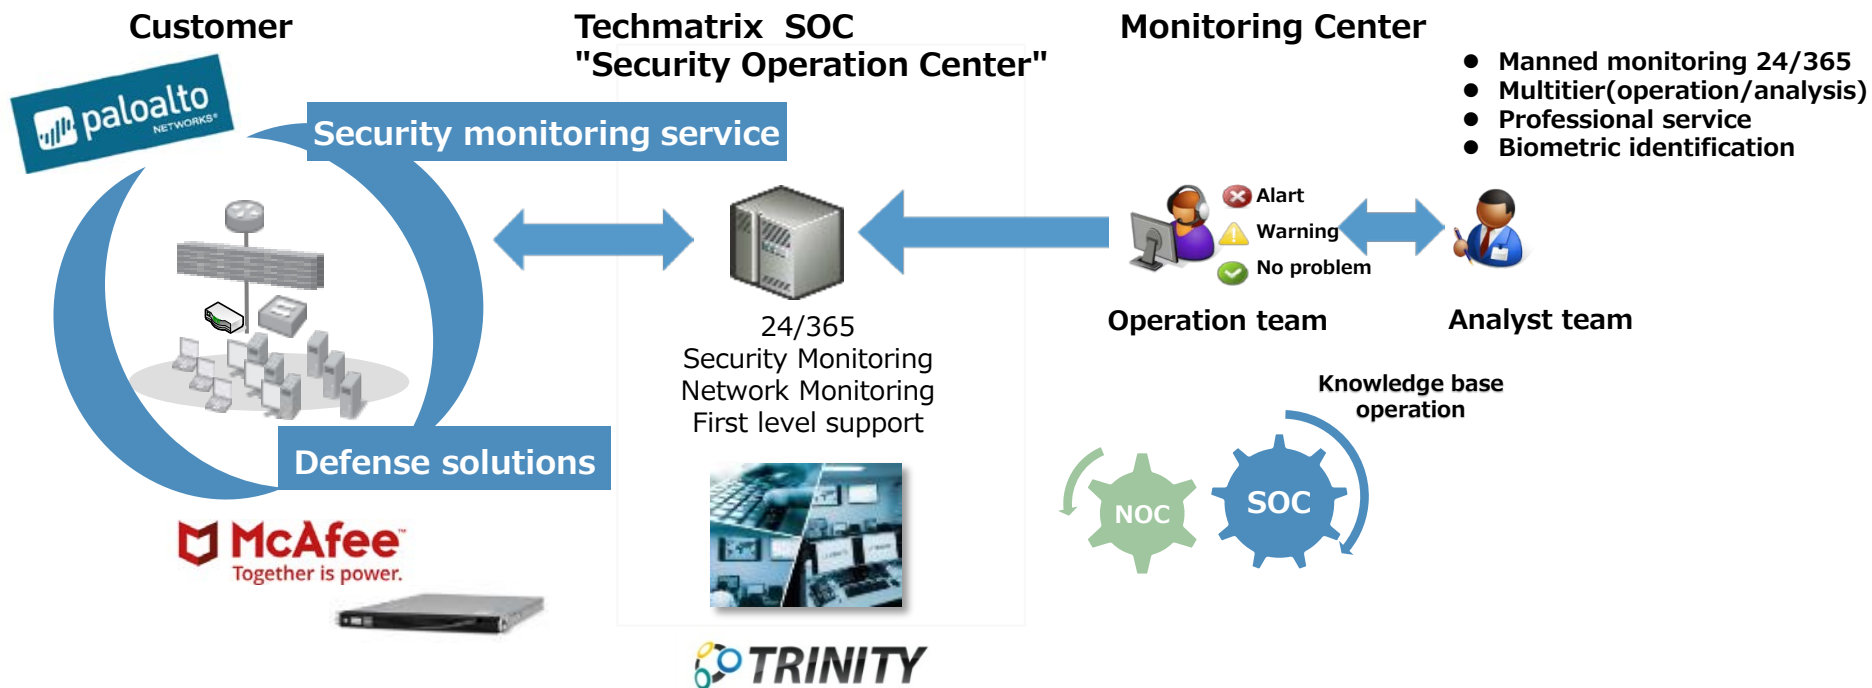 Customer
Techmatrix SOC
"Security Operation Center"
Monitoring Center
● Manned monitoring 24/365
● Multitier(operation/analysis)
● Professional service
● Biometric identification
paloalto
NETWORKS®
Security monitoring service
Alart
Warning
No problem
24/365
Security Monitoring
Network Monitoring
First level support
Operation team
Analyst team
Knowledge base
operation
Defense solutions
NOC
SOC
McAfee™
Together is power.
TRINITY